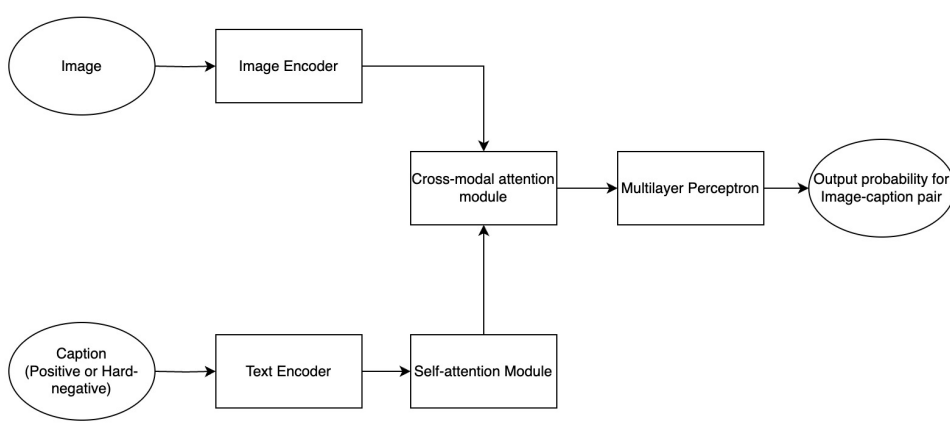 Image
Image Encoder
Cross-modal attention
module
Multilayer Perceptron
Output probability for
Image-caption pair
Caption
(Positive or Hard-
negative)
Text Encoder
Self-attention Module